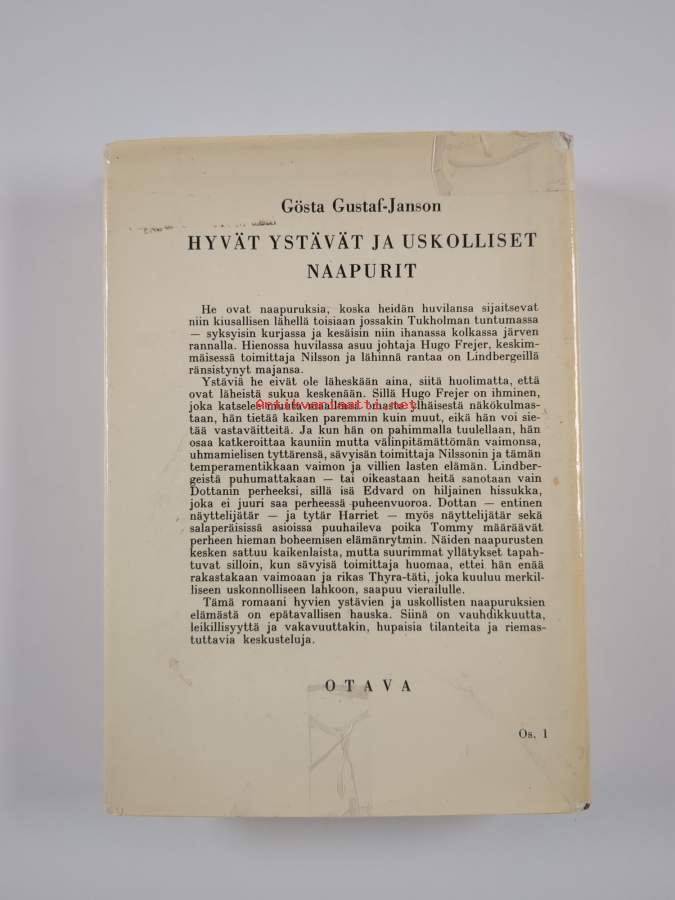 Gösta Gustaf-Janson
HYVÄT YSTÄVÄT JA USKOLLISET
NAAPURIT
He ovat naapuruksia, koska heidän huvilansa sijaitsevat
niin kiusallisen lähellä toisiaan jossakin Tukholman tuntumassa
— syksyisin kurjassa ja kesäisin niin ihanassa kolkassa järven
rannalla. Hienossa huvilassa asuu johtaja Hugo Frejer, keskim-
mäisessä toimittaja Nilsson ja lähinnä rantaa on Lindbergeillä
ränsistynyt majansa.
Ystäviä he eivät ole läheskään aina, siitä huolimatta, että
ovat läheistä sukua keskenään. Sillä Hugo Frejer on ihminen,
joka katselee muuta maailmaa omasta ylhäisestä näkökulmas-
Antikvariaatit.net
taan, hän tietää kaiken paremmin kuin muut, eikä hän voi sie-
tää vastaväitteitä. Ja kun hän on pahimmalla tuulellaan, hän
osaa katkeroittaa kauniin mutta välinpitämättömän vaimonsa,
uhmamielisen tyttärensä, sävyisän toimittaja Nilssonin ja tämän
temperamentikkaan vaimon ja villien lasten elämän. Lindber-
geistä puhumattakaan — tai oikeastaan heitä sanotaan vain
Dottanin perheeksi, sillä isä Edvard on hiljainen hissukka,
joka ei juuri saa perheessä puheenvuoroa. Dottan — entinen
näyttelijätär — ja tytär Harriet — myös näyttelijätär sekä
salaperäisissä asioissa puuhaileva poika Tommy määräävät
perheen hieman boheemisen elämänrytmin. Näiden naapurusten
kesken sattuu kaikenlaista, mutta suurimmat yllätykset tapah-
tuvat silloin, kun sävyisä toimittaja huomaa, ettei hän enää
rakastakaan vaimoaan ja rikas Thyra-täti, joka kuuluu merkil-
liseen uskonnolliseen lahkoon, saapuu vierailulle.
Tämä romaani hyvien ystävien ja uskollisten naapuruksien
elämästä on epätavallisen hauska. Siinä on vauhdikkuutta,
leikillisyyttä ja vakavuuttakin, hupaisia tilanteita ja riemas-
tuttavia keskusteluja.
OTAVA
Os. 1